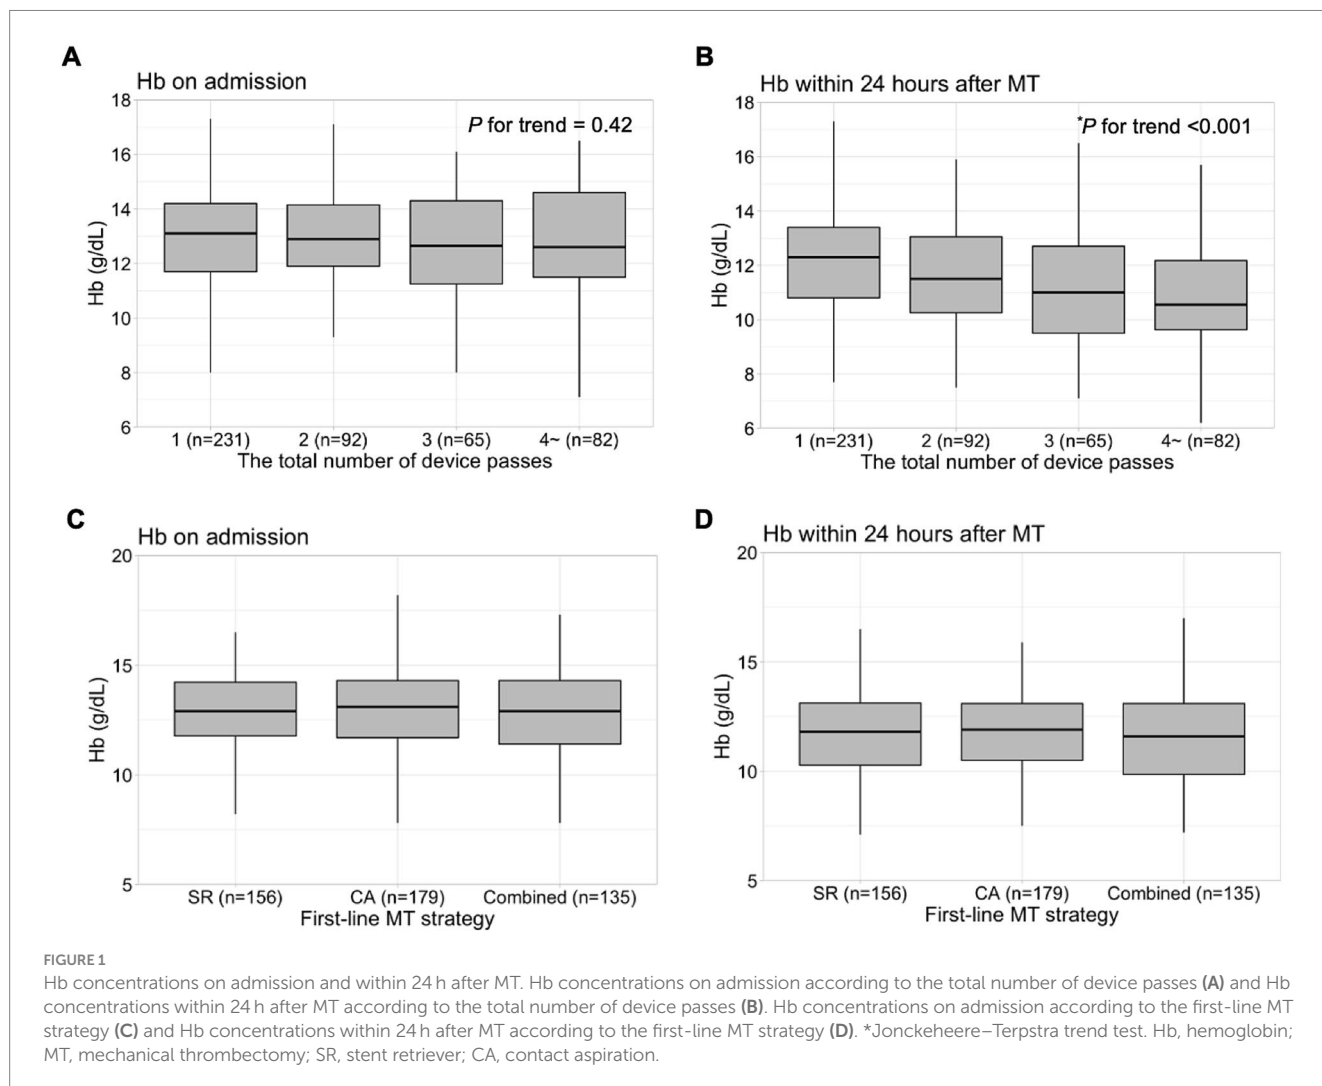 A
Hb on admission
P for trend = 0.42
18
16
14
12
10
8
6
Hb (g/dL)
1 (n=231) 2 (n=92) 3 (n=65) 4~ (n=82)
The total number of device passes
B
Hb within 24 hours after MT
*P for trend <0.001
18
16
14
12
10
8
6
Hb (g/dL)
1 (n=231) 2 (n=92) 3 (n=65) 4~ (n=82)
The total number of device passes
C
Hb on admission
20
15
10
5
Hb (g/dL)
SR (n=156) CA (n=179) Combined (n=135)
First-line MT strategy
D
Hb within 24 hours after MT
20
15
10
5
Hb (g/dL)
SR (n=156) CA (n=179) Combined (n=135)
First-line MT strategy
FIGURE 1
Hb concentrations on admission and within 24 h after MT. Hb concentrations on admission according to the total number of device passes (A) and Hb
concentrations within 24 h after MT according to the total number of device passes (B). Hb concentrations on admission according to the first-line MT
strategy (C) and Hb concentrations within 24 h after MT according to the first-line MT strategy (D). *Jonckeheere–Terpstra trend test. Hb, hemoglobin;
MT, mechanical thrombectomy; SR, stent retriever; CA, contact aspiration.